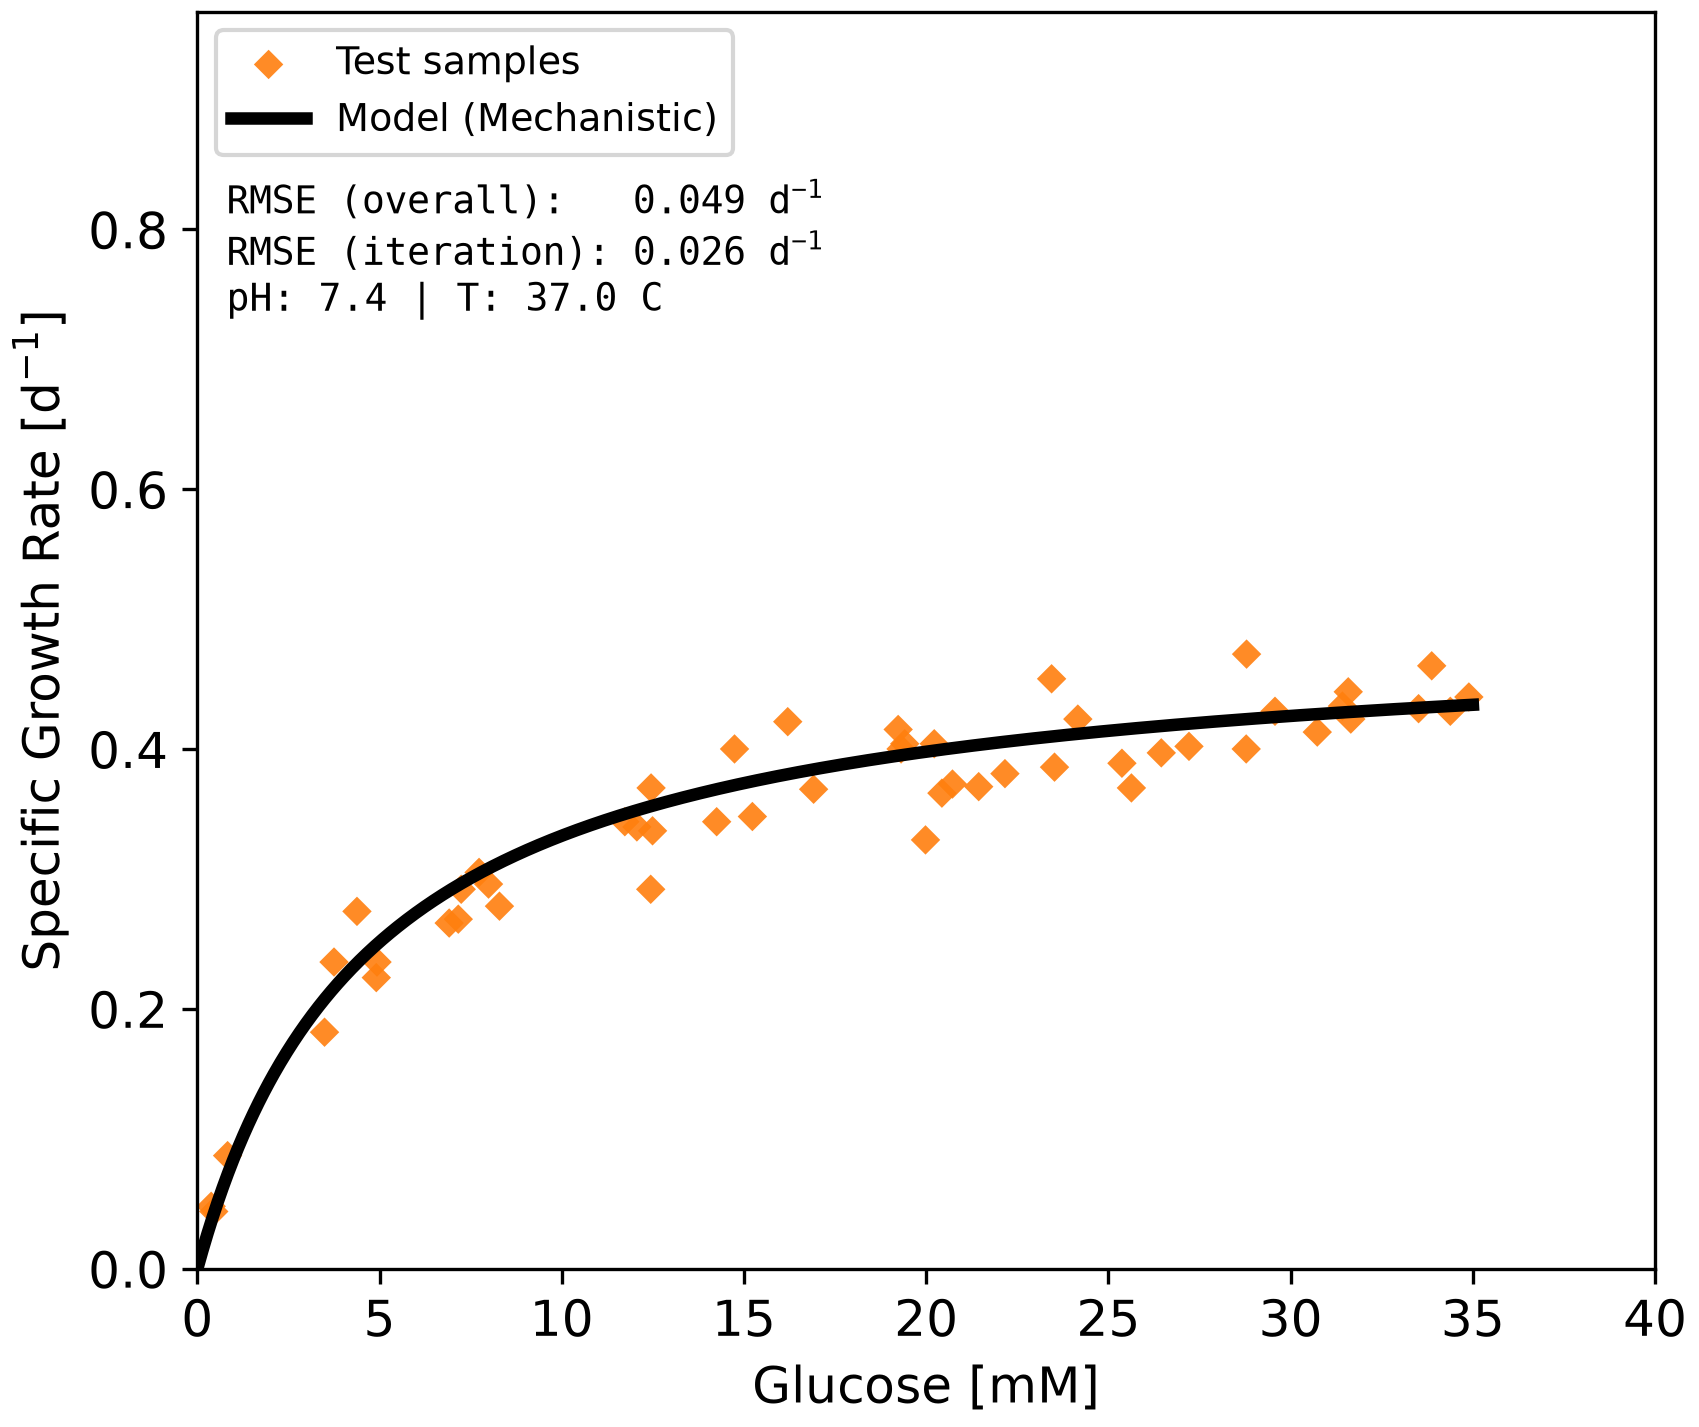 Test samples
Model (Mechanistic)
RMSE (overall):   0.049 d⁻¹
RMSE (iteration): 0.026 d⁻¹
pH: 7.4 | T: 37.0 C
Specific Growth Rate [d⁻¹]
0.8
0.6
0.4
0.2
0.0
0 5 10 15 20 25 30 35 40
Glucose [mM]